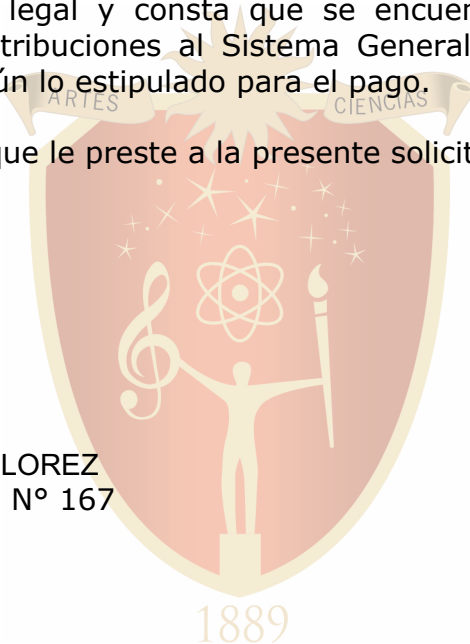 legal y consta que se encuen
tribuciones al Sistema General
ún lo estipulado para el pago.
ARTES CIENCIAS
que le preste a la presente solicit
LOREZ
N° 167
1889